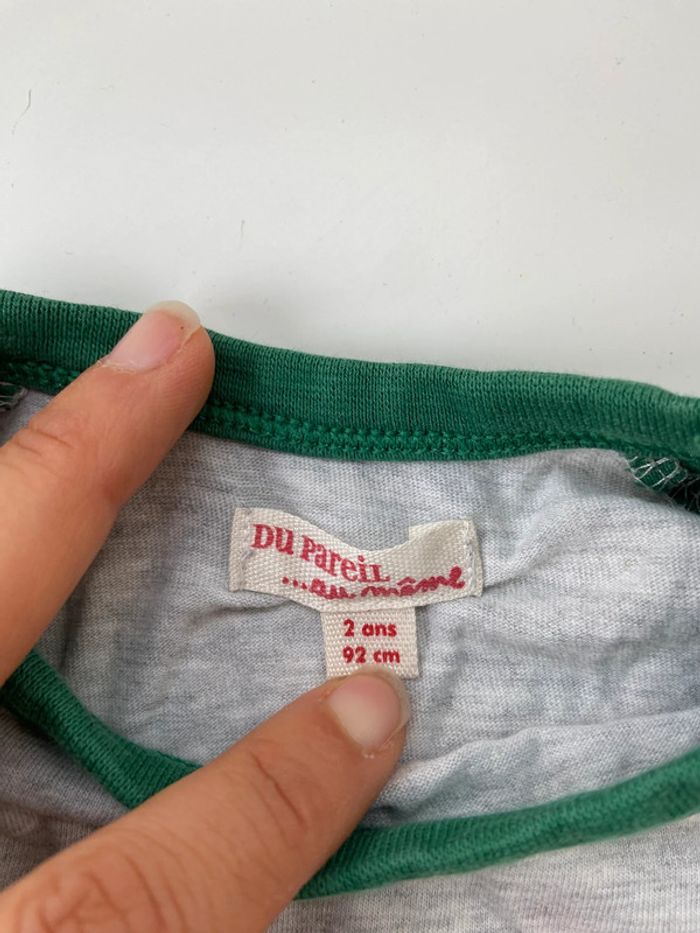 DU PAREIL
...au même
2 ans
92 cm